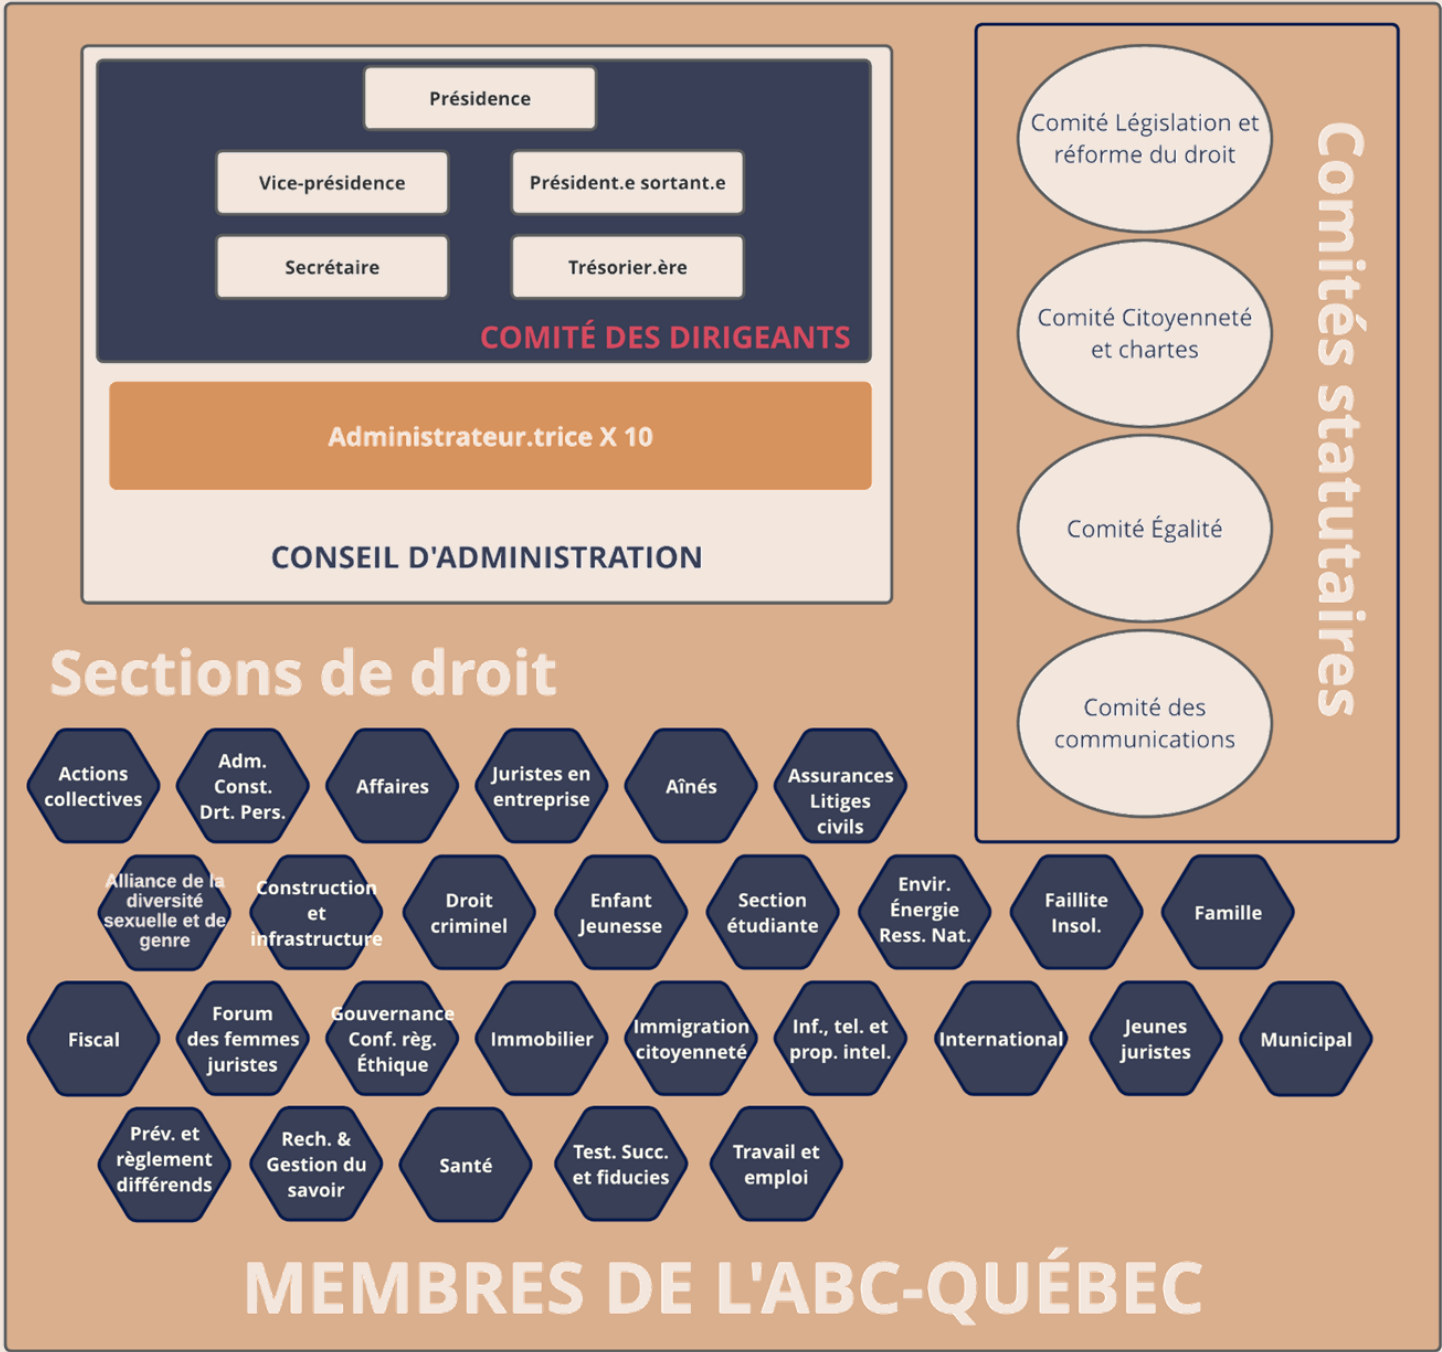 Présidence
Vice-présidence
Président.e sortant.e
Secrétaire
Trésorier.ère
COMITÉ DES DIRIGEANTS
Administrateur.trice X 10
CONSEIL D'ADMINISTRATION
Comité Législation et
réforme du droit
Comité Citoyenneté
et chartes
Comité Égalité
Comité des
communications
Comités statutaires
Sections de droit
Actions
collectives
Adm.
Const.
Drt. Pers.
Affaires
Juristes en
entreprise
Aînés
Assurances
Litiges
civils
Alliance de la
diversité
sexuelle et de
genre
Construction
et
infrastructure
Droit
criminel
Enfant
Jeunesse
Section
étudiante
Envir.
Énergie
Ress. Nat.
Faillite
Insol.
Famille
Fiscal
Forum
des femmes
juristes
Gouvernance
Conf. règ.
Éthique
Immobilier
Immigration
citoyenneté
Inf., tel. et
prop. intel.
International
Jeunes
juristes
Municipal
Prév. et
règlement
différends
Rech. &
Gestion du
savoir
Santé
Test. Succ.
et fiducies
Travail et
emploi
MEMBRES DE L'ABC-QUÉBEC